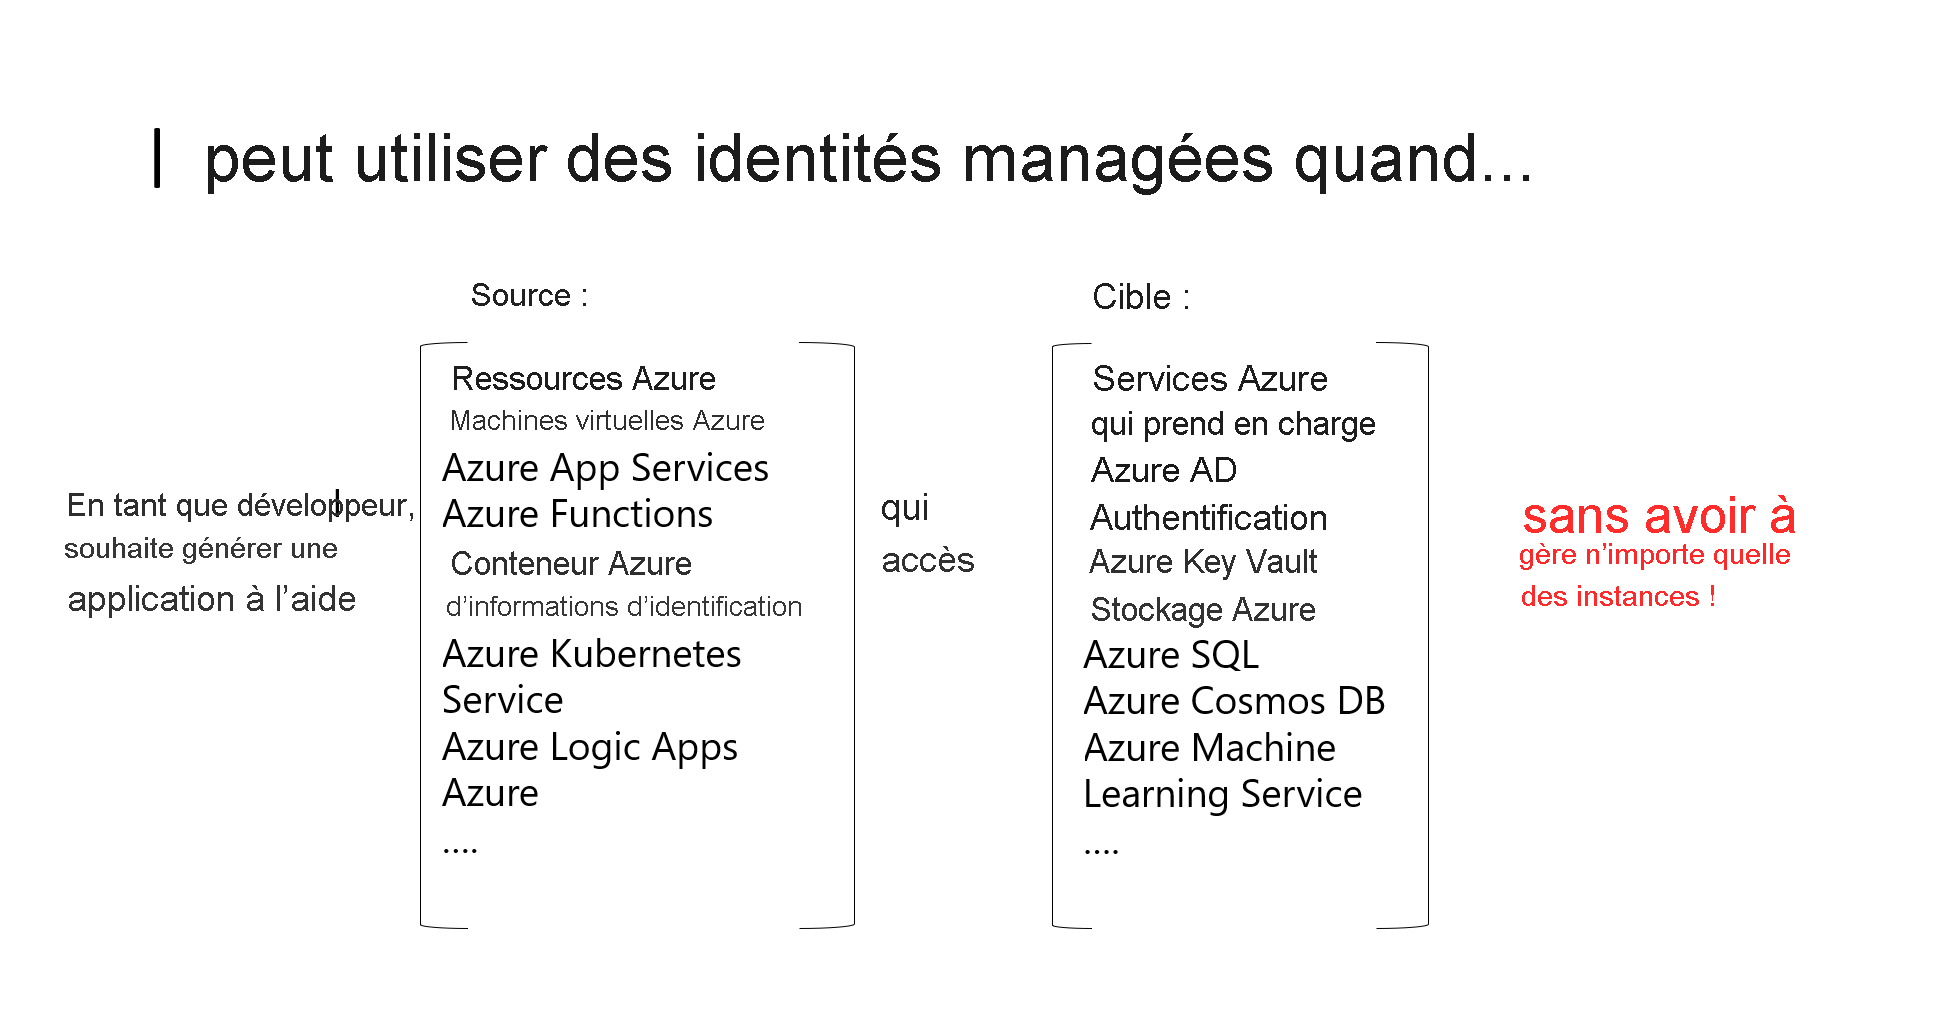 I peut utiliser des identités managées quand...
Source :
Cible :
En tant que développeur, I
souhaite générer une
application à l’aide
Ressources Azure
Machines virtuelles Azure
Azure App Services
Azure Functions
Conteneur Azure
d’informations d’identification
Azure Kubernetes
Service
Azure Logic Apps
Azure
....
qui
accès
Services Azure
qui prend en charge
Azure AD
Authentification
Azure Key Vault
Stockage Azure
Azure SQL
Azure Cosmos DB
Azure Machine
Learning Service
....
sans avoir à
gère n’importe quelle
des instances !